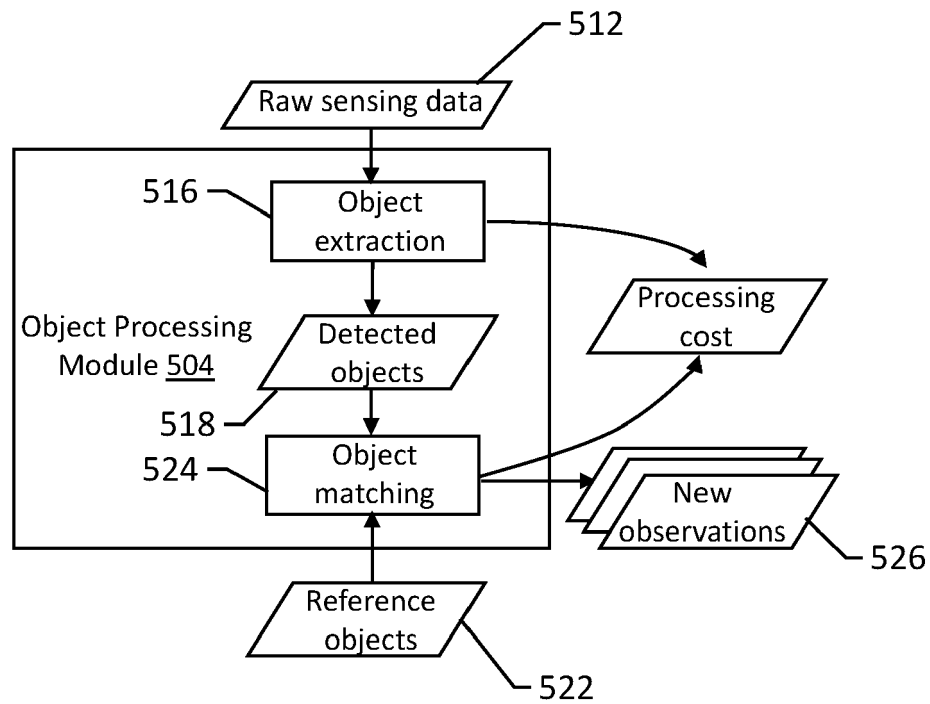 512
Raw sensing data
516
Object
extraction
Processing
cost
Object Processing
Module 504
Detected
objects
518
524
Object
matching
New
observations
526
Reference
objects
522